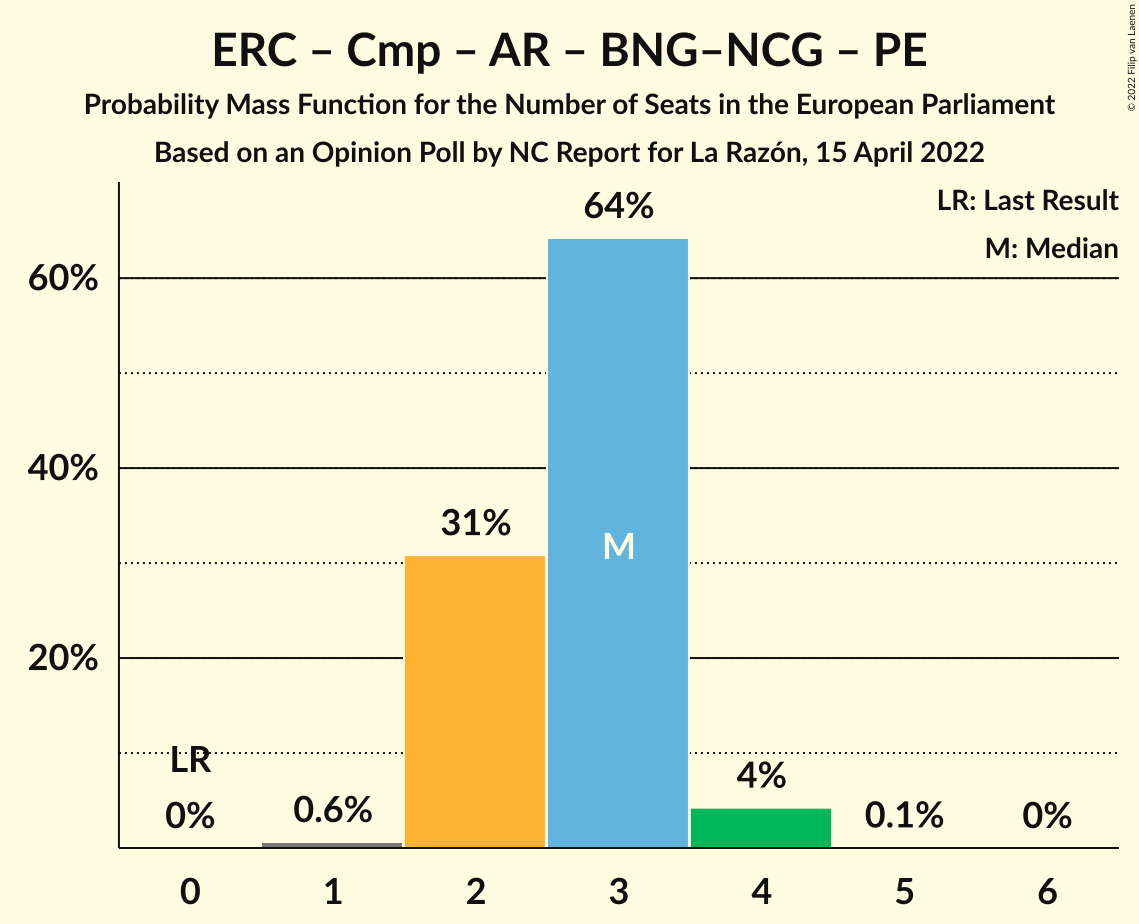 ERC – Cmp – AR – BNG–NCG – PE
Probability Mass Function for the Number of Seats in the European Parliament
Based on an Opinion Poll by NC Report for La Razón, 15 April 2022
© 2022 Filip van Laenen
LR: Last Result
M: Median
64%
60%
40%
31%
M
20%
LR
0%
0.6%
4%
0.1%
0%
0 1 2 3 4 5 6